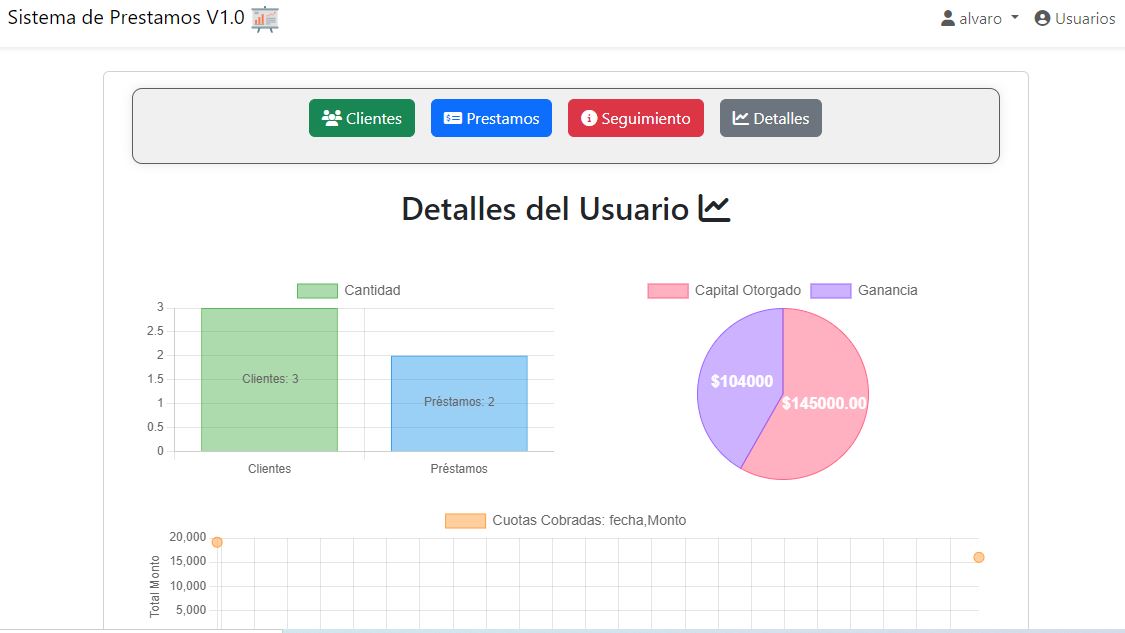 Sistema de Prestamos V1.0
alvaro
Usuarios
Clientes
Prestamos
Seguimiento
Detalles
Detalles del Usuario
Cantidad
3
2.5
2
1.5
1
0.5
0
Clientes: 3
Préstamos: 2
Clientes
Préstamos
Capital Otorgado
Ganancia
$104000
$145000.00
Cuotas Cobradas: fecha,Monto
Total Monto
20,000
15,000
10,000
5,000